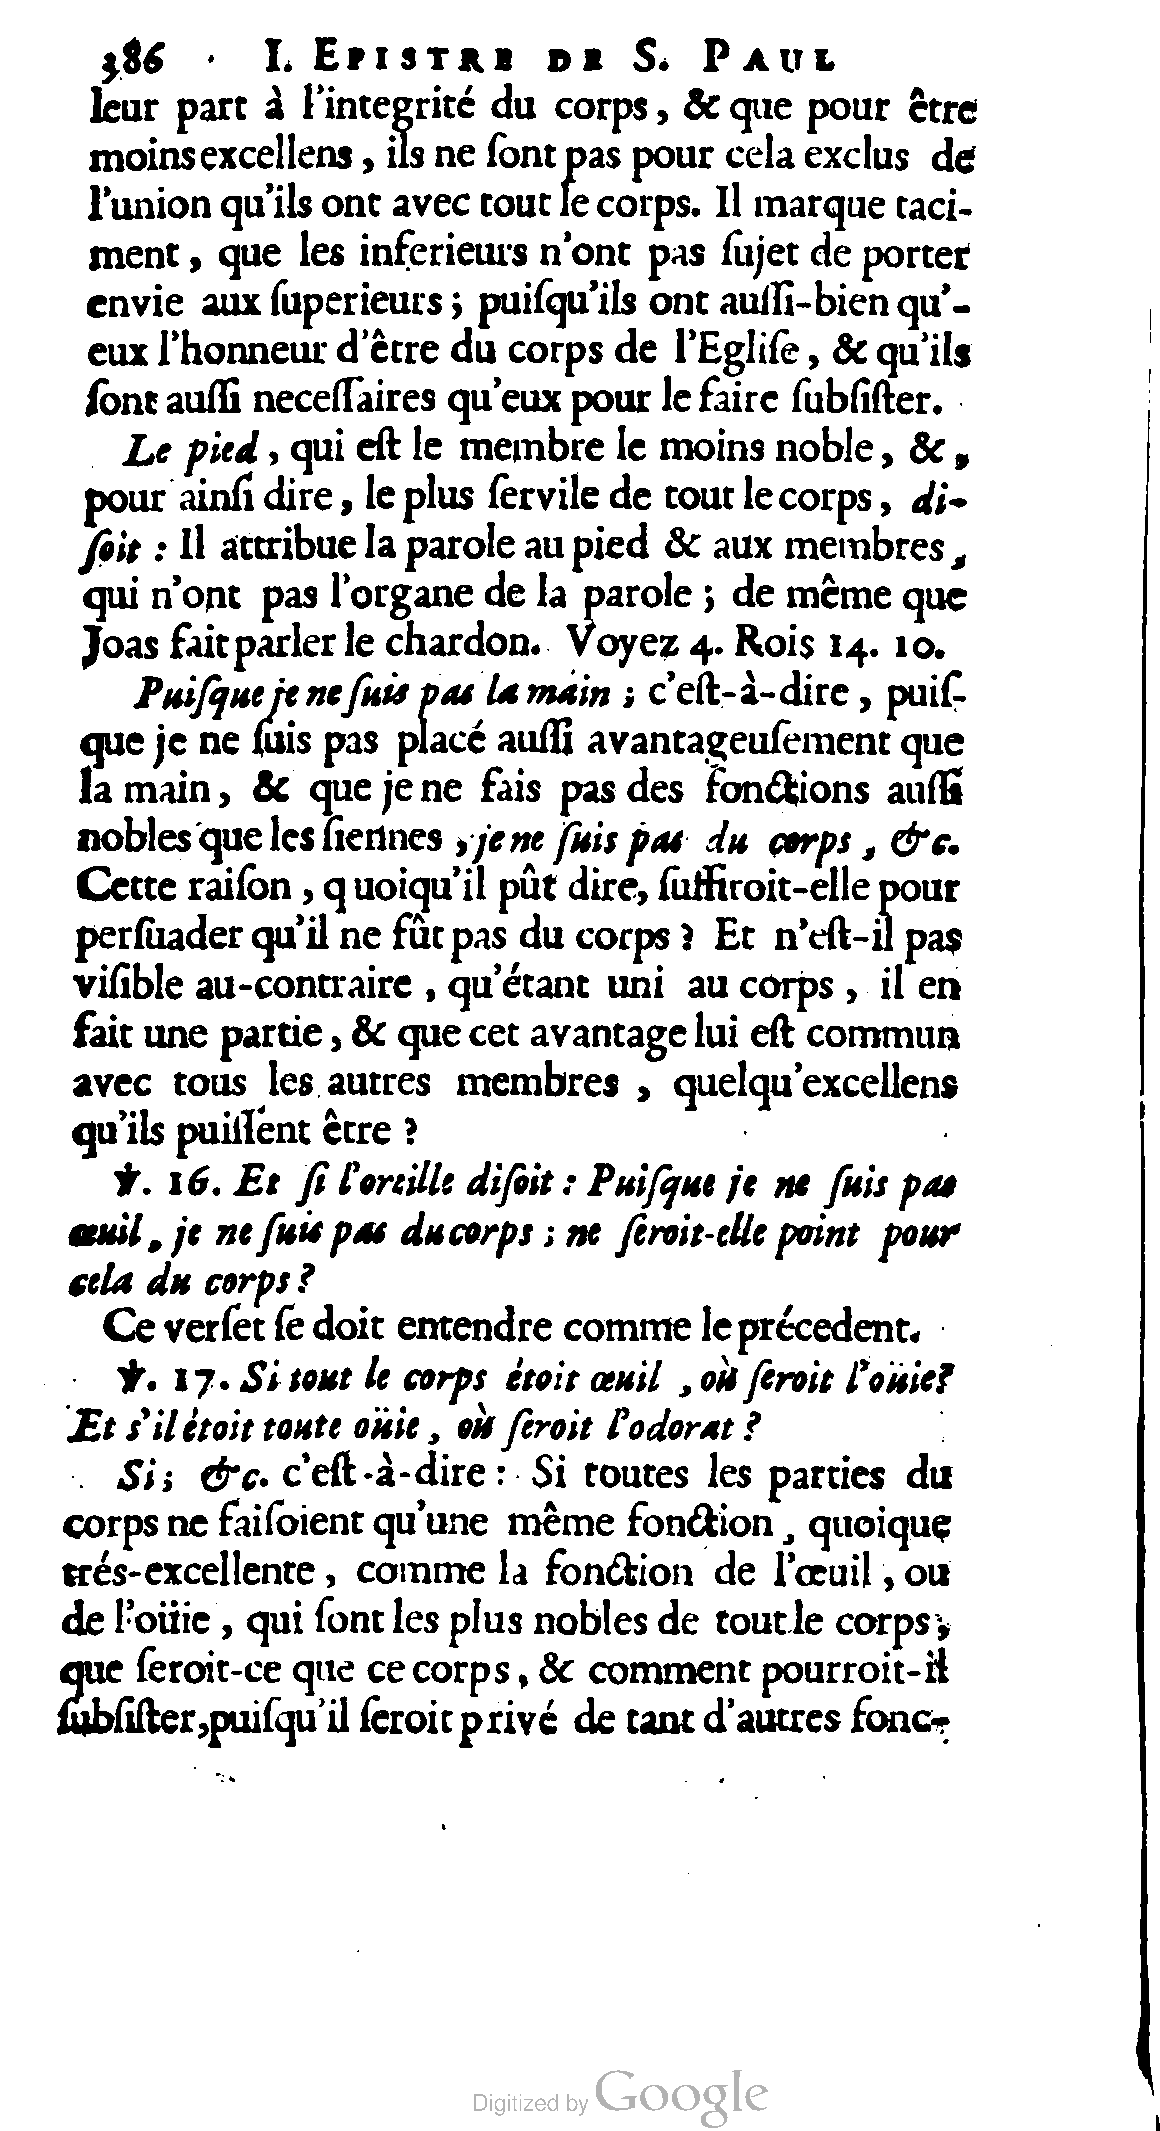 386 I. EPISTRE DE S. PAUL
leur part à l'integrité du corps, & que pour être
moins excellens, ils ne ſont pas pour cela exclus de
l'union qu'ils ont avec tout le corps. Il marque taci-
ment, que les inferieurs n'ont pas ſujet de porter
envie aux ſuperieurs; puiſqu'ils ont auſſi-bien qu'-
eux l'honneur d'être du corps de l'Egliſe, & qu'ils
ſont auſſi neceſſaires qu'eux pour le faire ſubſiſter.
Le pied, qui eſt le membre le moins noble, &,
pour ainſi dire, le plus ſervile de tout le corps, di-
ſoit : Il attribue la parole au pied & aux membres,
qui n'ont pas l'organe de la parole; de même que
Joas fait parler le chardon. Voyez 4. Rois 14. 10.
Puiſque je ne ſuis pas la main; c'eſt-à-dire, puiſ-
que je ne ſuis pas placé auſſi avantageuſement que
la main, & que je ne fais pas des fonctions auſſi
nobles que les ſiennes, je ne ſuis pas du corps, &c.
Cette raiſon, quoiqu'il pût dire, ſuffiroit-elle pour
perſuader qu'il ne fût pas du corps? Et n'eſt-il pas
viſible au-contraire, qu'étant uni au corps, il en
fait une partie, & que cet avantage lui eſt commun
avec tous les autres membres, quelqu'excellens
qu'ils puiſſent être?
℣. 16. Et ſi l'oreille diſoit : Puiſque je ne ſuis pas
œuil, je ne ſuis pas du corps; ne ſeroit-elle point pour
cela du corps?
Ce verſet ſe doit entendre comme le précedent.
℣. 17. Si tout le corps étoit œuil, où ſeroit l'oüie?
Et s'il étoit toute oüie, où ſeroit l'odorat?
Si; &c. c'eſt-à-dire : Si toutes les parties du
corps ne faiſoient qu'une même fonction, quoique
trés-excellente, comme la fonction de l'œuil, ou
de l'oüie, qui ſont les plus nobles de tout le corps,
que ſeroit-ce que ce corps, & comment pourroit-il
ſubſiſter, puiſqu'il ſeroit privé de tant d'autres fonc-
Digitized by Google